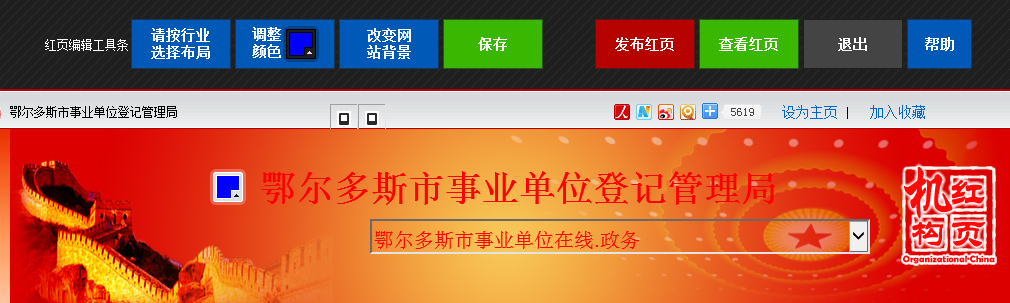 红页编辑工具条
请按行业
选择布局
调整
颜色
改变网
站背景
保存
发布红页
查看红页
退出
帮助
鄂尔多斯市事业单位登记管理局
5619
设为主页 |
加入收藏
鄂尔多斯市事业单位登记管理局
鄂尔多斯市事业单位在线.政务
机构
红页
Organizational·China